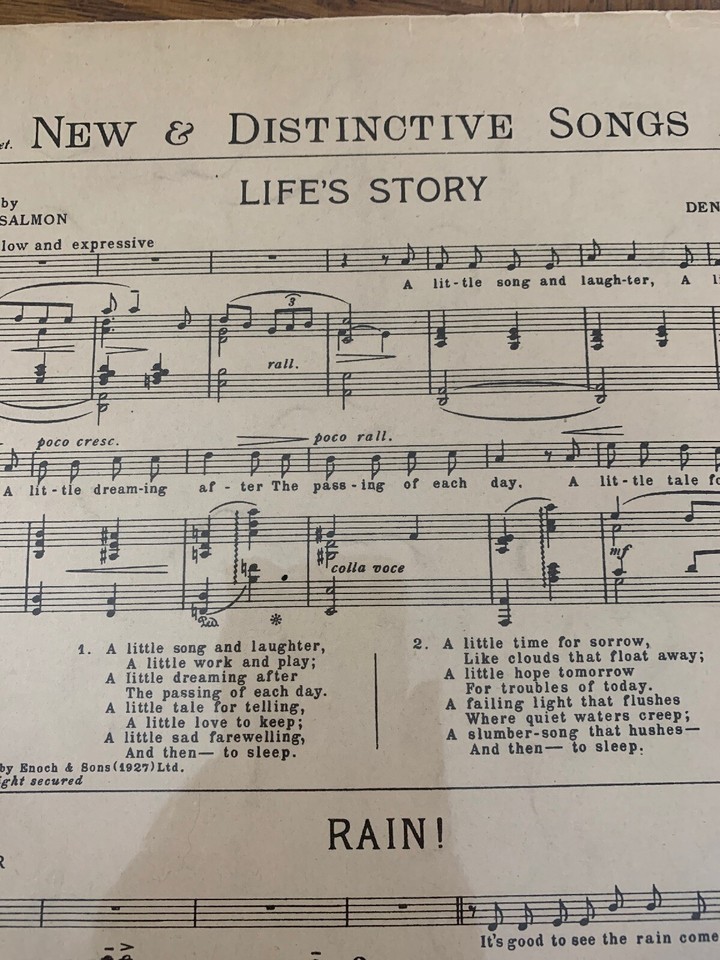 et. NEW & DISTINCTIVE SONGS
LIFE'S STORY
by
SALMON
DEN
low and expressive
A lit-tle song and laugh-ter, A li
3
rall.
poco cresc. poco rall.
A lit-tle dream-ing af-ter The pass-ing of each day. A lit-tle tale fo
mf
colla voce
Ped *
1. A little song and laughter,
A little work and play;
A little dreaming after
The passing of each day.
A little tale for telling,
A little love to keep;
A little sad farewelling,
And then— to sleep.
2. A little time for sorrow,
Like clouds that float away;
A little hope tomorrow
For troubles of today.
A failing light that flushes
Where quiet waters creep;
A slumber-song that hushes—
And then— to sleep.
by Enoch & Sons (1927) Ltd.
ight secured
RAIN!
R
It's good to see the rain come